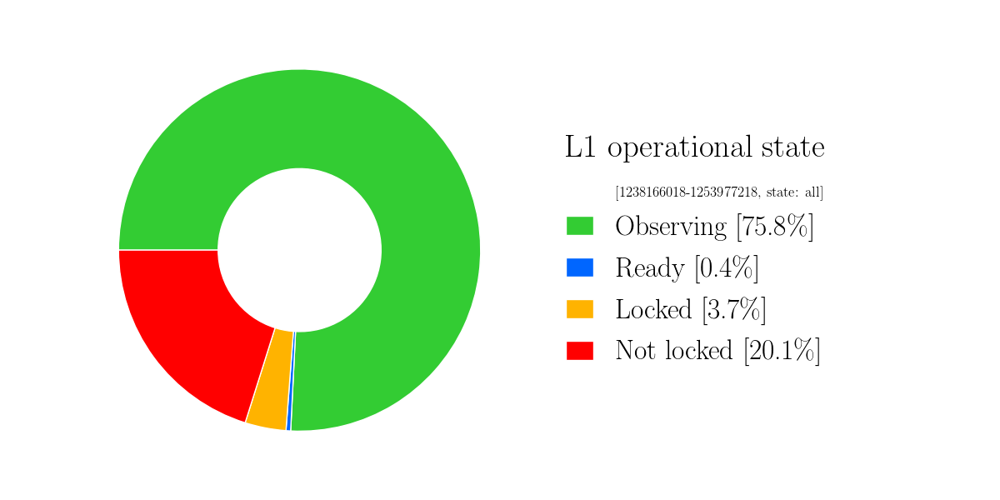 L1 operational state
[1238166018-1253977218, state: all]
Observing [75.8%]
Ready [0.4%]
Locked [3.7%]
Not locked [20.1%]